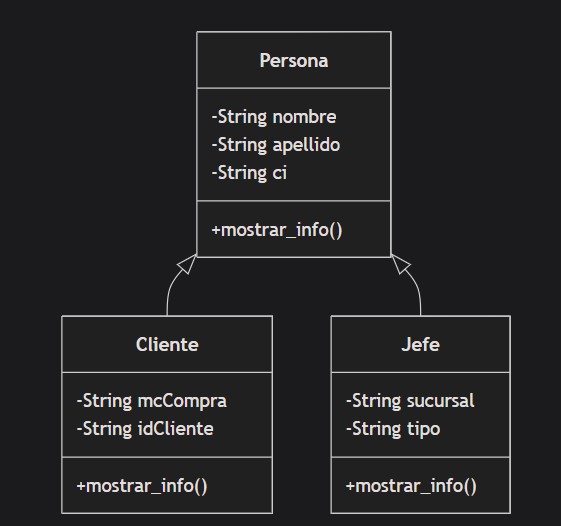 Persona
-String nombre
-String apellido
-String ci
+mostrar_info()
Cliente
-String mcCompra
-String idCliente
+mostrar_info()
Jefe
-String sucursal
-String tipo
+mostrar_info()